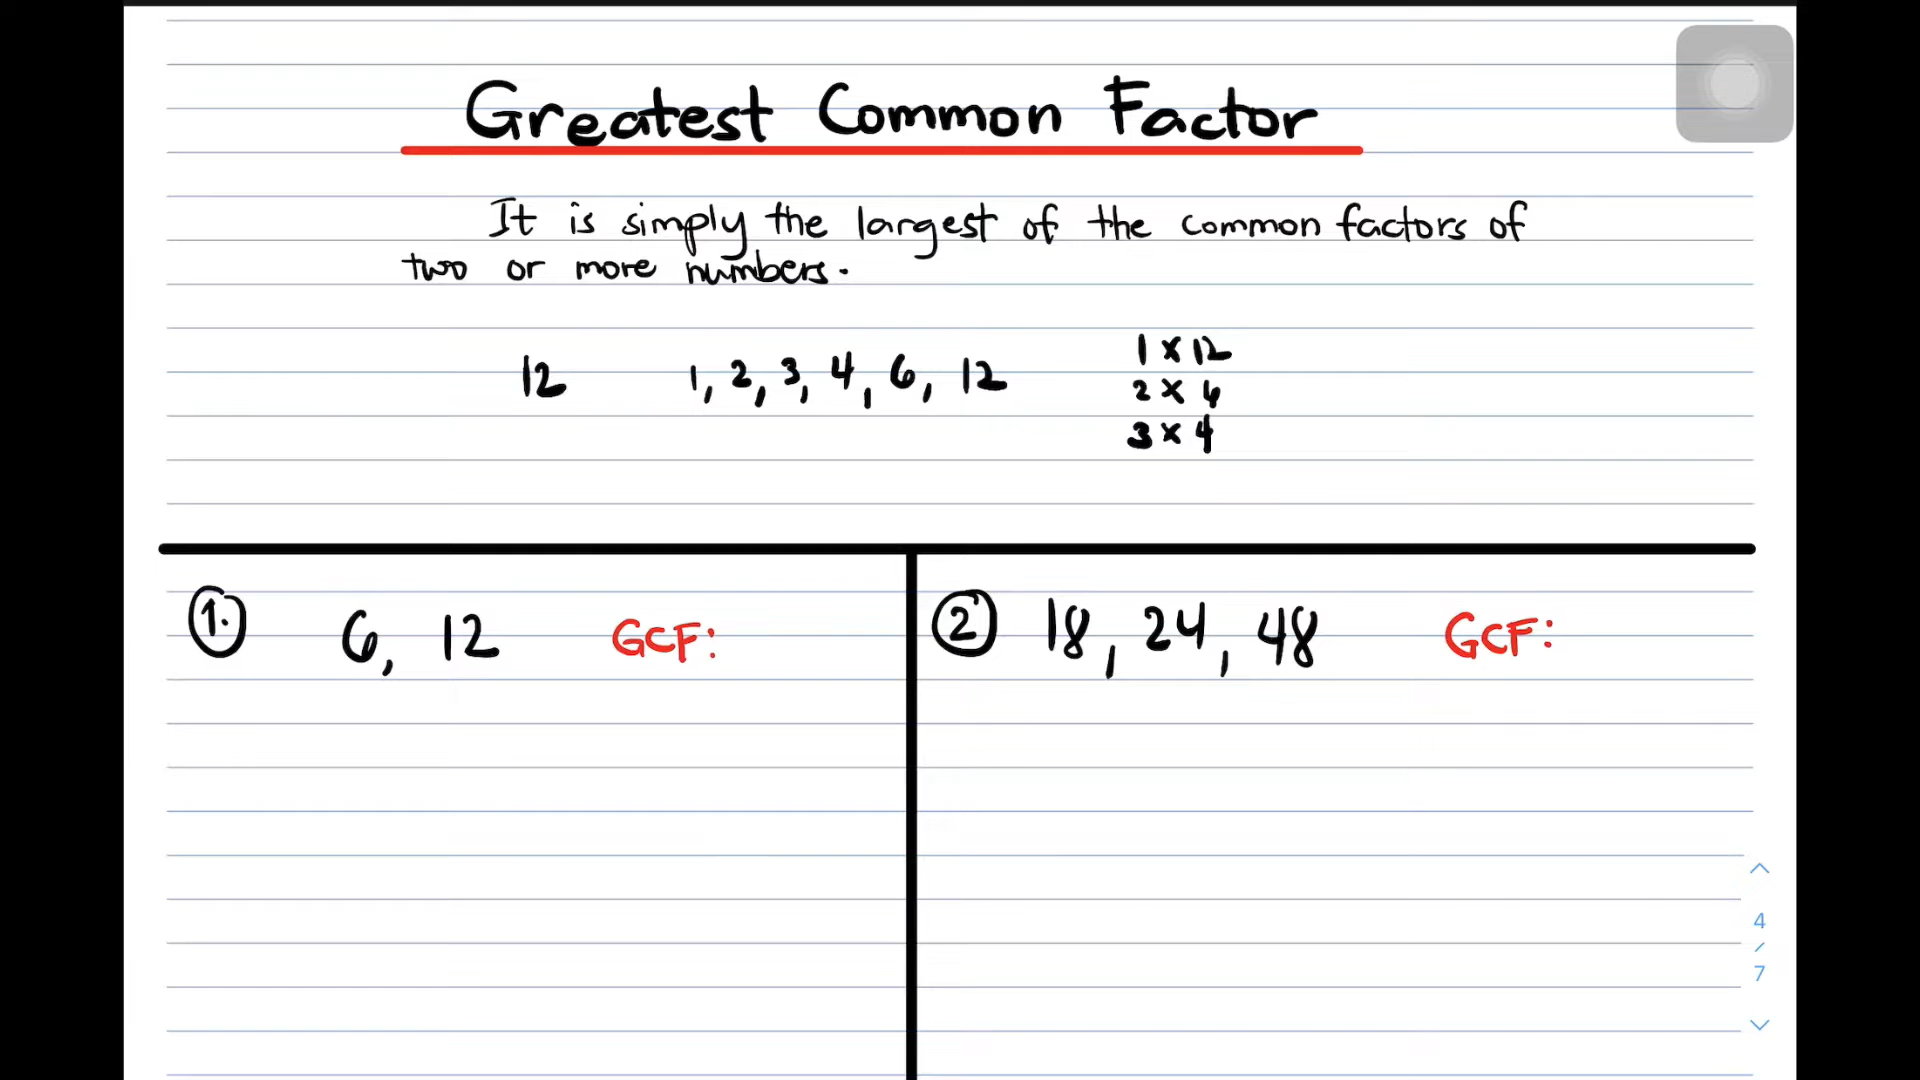 Greatest Common Factor
It is simply the largest of the common factors of
two or more numbers.
12 1, 2, 3, 4, 6, 12
1 x 12
2 x 6
3 x 4
1. 6, 12 GCF:
2 18, 24, 48 GCF:
4
/
7